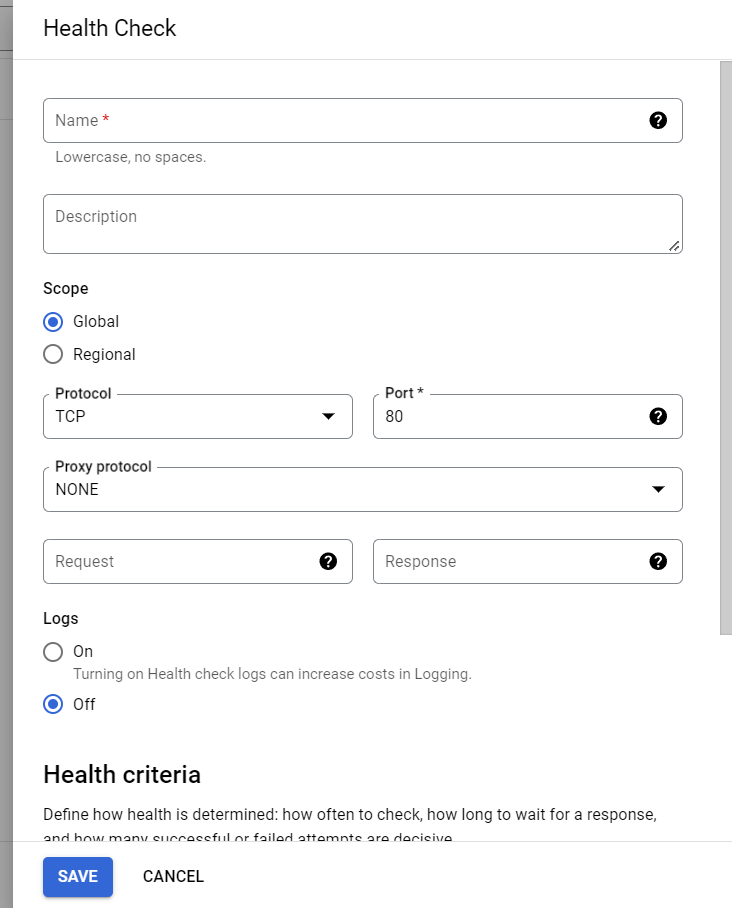 Health Check
Name *
Lowercase, no spaces.
Description
Scope
Global
Regional
Protocol
TCP
Port *
80
Proxy protocol
NONE
Request
Response
Logs
On
Turning on Health check logs can increase costs in Logging.
Off
Health criteria
Define how health is determined: how often to check, how long to wait for a response,
and how many successful or failed attempts are decisive
SAVE
CANCEL